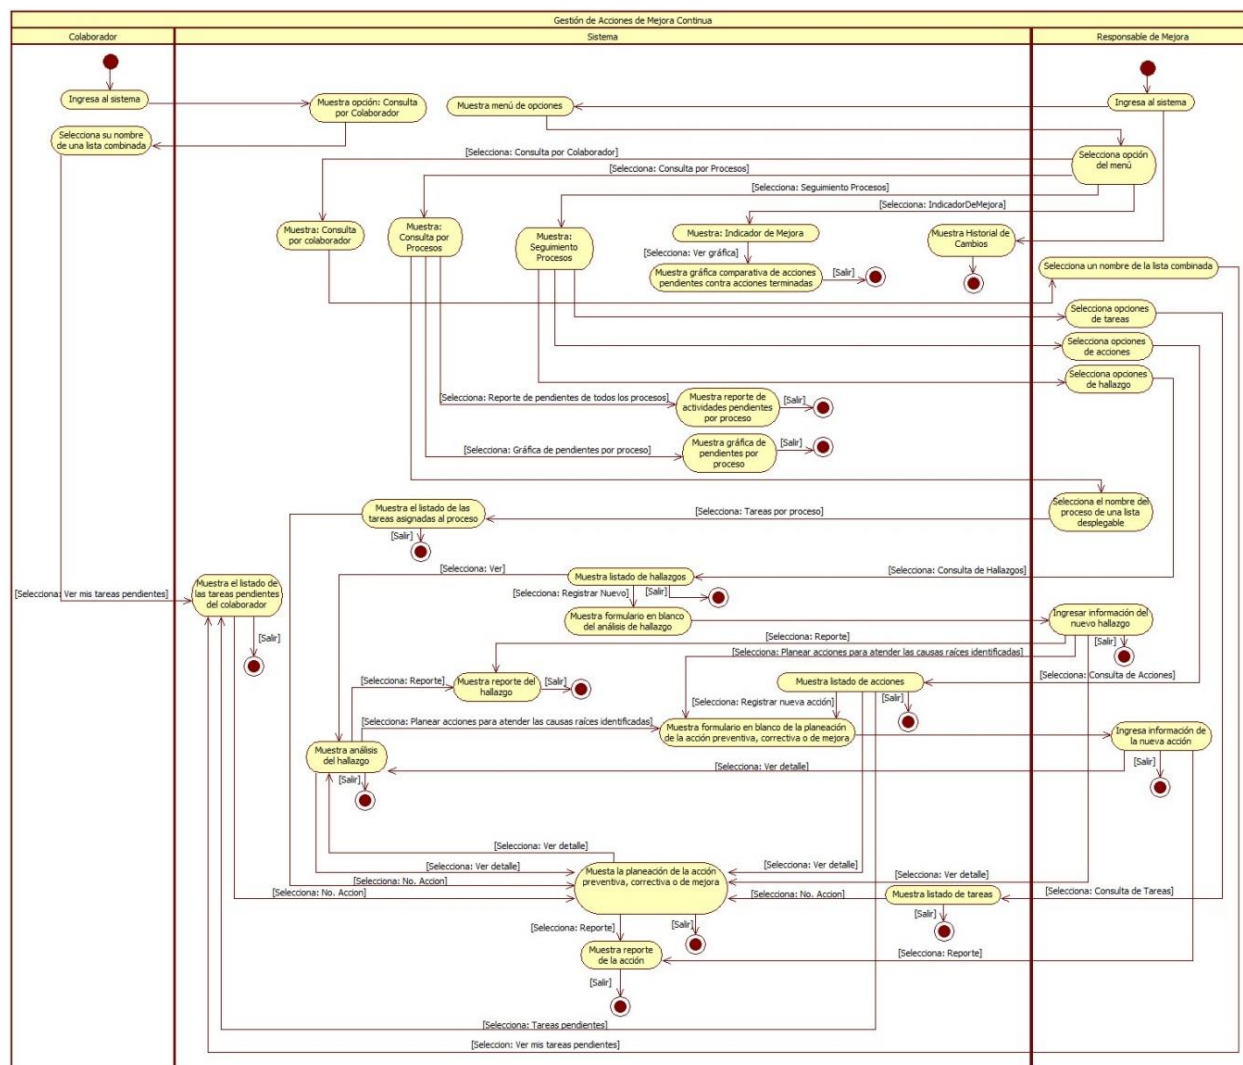 Gestión de Acciones de Mejora Continua
Colaborador
Sistema
Responsable de Mejora
Ingresa al sistema
Muestra opción: Consulta
por Colaborador
Muestra menú de opciones
Ingresa al sistema
Selecciona su nombre
de una lista combinada
[Selecciona: Consulta por Colaborador]
Selecciona opción
del menú
[Selecciona: Consulta por Procesos]
[Selecciona: Seguimiento Procesos]
[Selecciona: IndicadorDeMejora]
Muestra: Consulta
por colaborador
Muestra:
Consulta por
Procesos
Muestra:
Seguimiento
Procesos
Muestra: Indicador de Mejora
Muestra Historial de
Cambios
[Selecciona: Ver gráfica]
Muestra gráfica comparativa de acciones
pendientes contra acciones terminadas
[Salir]
Selecciona un nombre de la lista combinada
Selecciona opciones
de tareas
Selecciona opciones
de acciones
Selecciona opciones
de hallazgo
[Selecciona: Reporte de pendientes de todos los procesos]
Muestra reporte de
actividades pendientes
por proceso
[Salir]
[Selecciona: Gráfica de pendientes por proceso]
Muestra gráfica de
pendientes por
proceso
[Salir]
Muestra el listado de las
tareas asignadas al proceso
[Selecciona: Tareas por proceso]
Selecciona el nombre del
proceso de una lista
desplegable
[Salir]
[Selecciona: Ver mis tareas pendientes]
Muestra el listado de
las tareas pendientes
del colaborador
[Salir]
[Selecciona: Ver]
Muestra listado de hallazgos
[Selecciona: Consulta de Hallazgos]
[Selecciona: Registrar Nuevo]
[Salir]
Muestra formulario en blanco
del análisis de hallazgo
Ingresar información del
nuevo hallazgo
[Salir]
[Selecciona: Reporte]
[Selecciona: Planear acciones para atender las causas raíces identificadas]
[Selecciona: Reporte]
Muestra reporte del
hallazgo
[Salir]
Muestra listado de acciones
[Selecciona: Consulta de Acciones]
[Selecciona: Registrar nueva acción]
[Salir]
[Selecciona: Planear acciones para atender las causas raíces identificadas]
Muestra formulario en blanco de la planeación
de la acción preventiva, correctiva o de mejora
Ingresa información de
la nueva acción
Muestra análisis
del hallazgo
[Salir]
[Selecciona: Ver detalle]
[Salir]
[Selecciona: Ver detalle]
[Selecciona: Ver detalle]
[Selecciona: No. Accion]
[Selecciona: No. Accion]
Muesta la planeación de la acción
preventiva, correctiva o de mejora
[Selecciona: Ver detalle]
[Selecciona: Ver detalle]
[Selecciona: No. Accion]
Muestra listado de tareas
[Selecciona: Consulta de Tareas]
[Salir]
[Selecciona: Reporte]
[Salir]
Muestra reporte
de la acción
[Selecciona: Reporte]
[Salir]
[Selecciona: Tareas pendientes]
[Seleccion: Ver mis tareas pendientes]